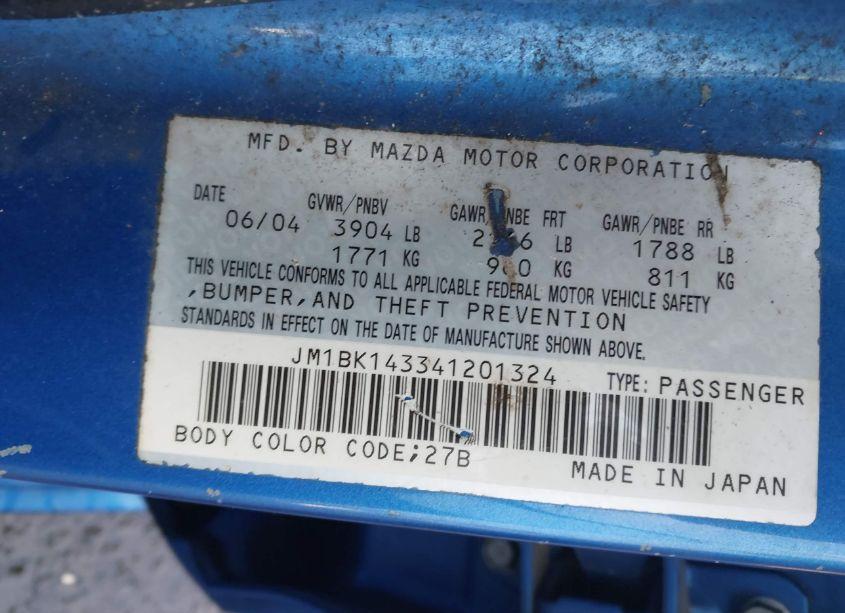 MFD. BY MAZDA MOTOR CORPORATION
DATE GVWR/PNBV GAWR/PNBE FRT GAWR/PNBE RR
06/04 3904 LB LB 1788 LB
1771 KG KG 811 KG
THIS VEHICLE CONFORMS TO ALL APPLICABLE FEDERAL MOTOR VEHICLE SAFETY
,BUMPER,AND THEFT PREVENTION
STANDARDS IN EFFECT ON THE DATE OF MANUFACTURE SHOWN ABOVE.
JM1BK143341201324 TYPE: PASSENGER
BODY COLOR CODE;27B
MADE IN JAPAN